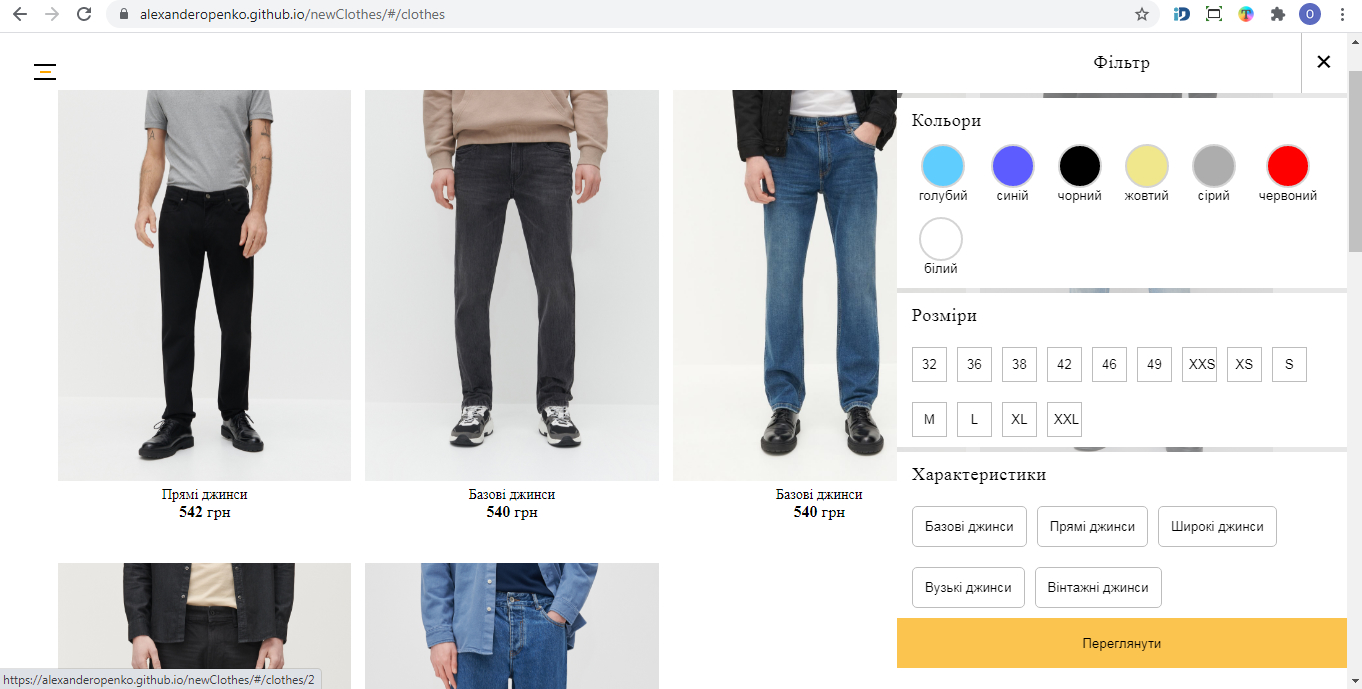 alexanderopenko.github.io/newClothes/#/clothes
iD
T
O
Фільтр
Кольори
голубий синій чорний жовтий сірий червоний
білий
Розміри
32 36 38 42 46 49 XXS XS S
M L XL XXL
Характеристики
Базові джинси Прямі джинси Широкі джинси
Вузькі джинси Вінтажні джинси
Переглянути
Прямі джинси
542 грн
Базові джинси
540 грн
Базові джинси
540 грн
https://alexanderopenko.github.io/newClothes/#/clothes/2